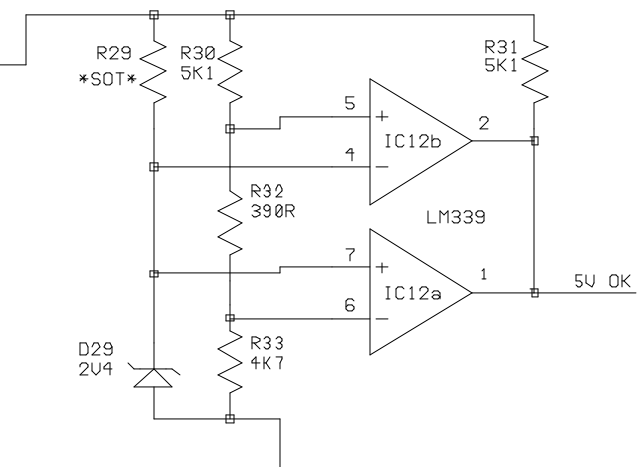 R29
*SOT*
R30
5K1
R31
5K1
5
+
IC12b
2
4
−
R32
390R
LM339
7
+
IC12a
1
6
−
5V OK
R33
4K7
D29
2V4